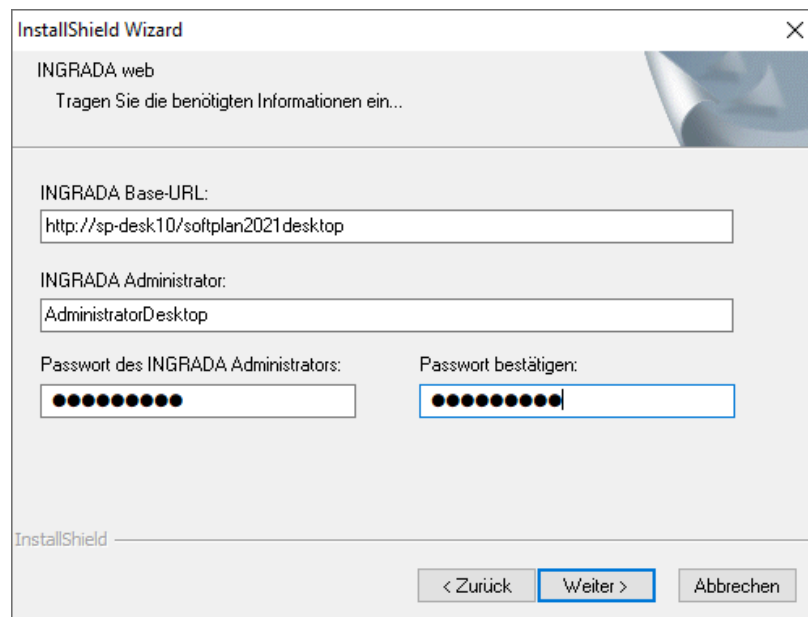 InstallShield Wizard
INGRADA web
Tragen Sie die benötigten Informationen ein...
INGRADA Base-URL:
http://sp-desk10/softplan2021desktop
INGRADA Administrator:
AdministratorDesktop
Passwort des INGRADA Administrators: Passwort bestätigen:
●●●●●●●●● ●●●●●●●●●
InstallShield
< Zurück Weiter > Abbrechen